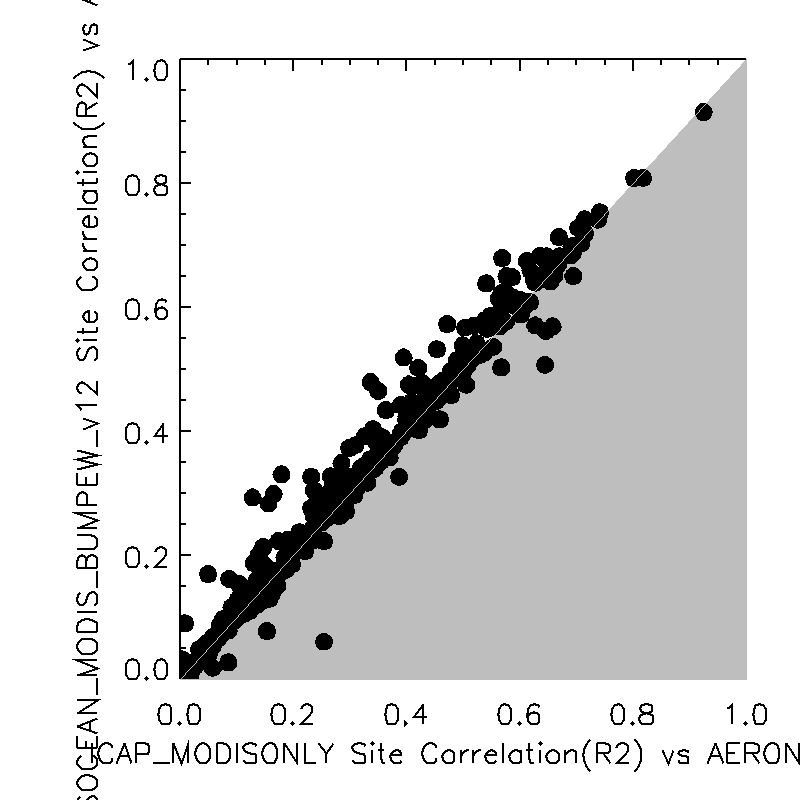 SOCEAN_MODIS_BUMPEW_v12 Site Correlation(R2) vs
1.0
0.8
0.6
0.4
0.2
0.0
0.0 0.2 0.4 0.6 0.8 1.0
ICAP_MODISONLY Site Correlation(R2) vs AERON